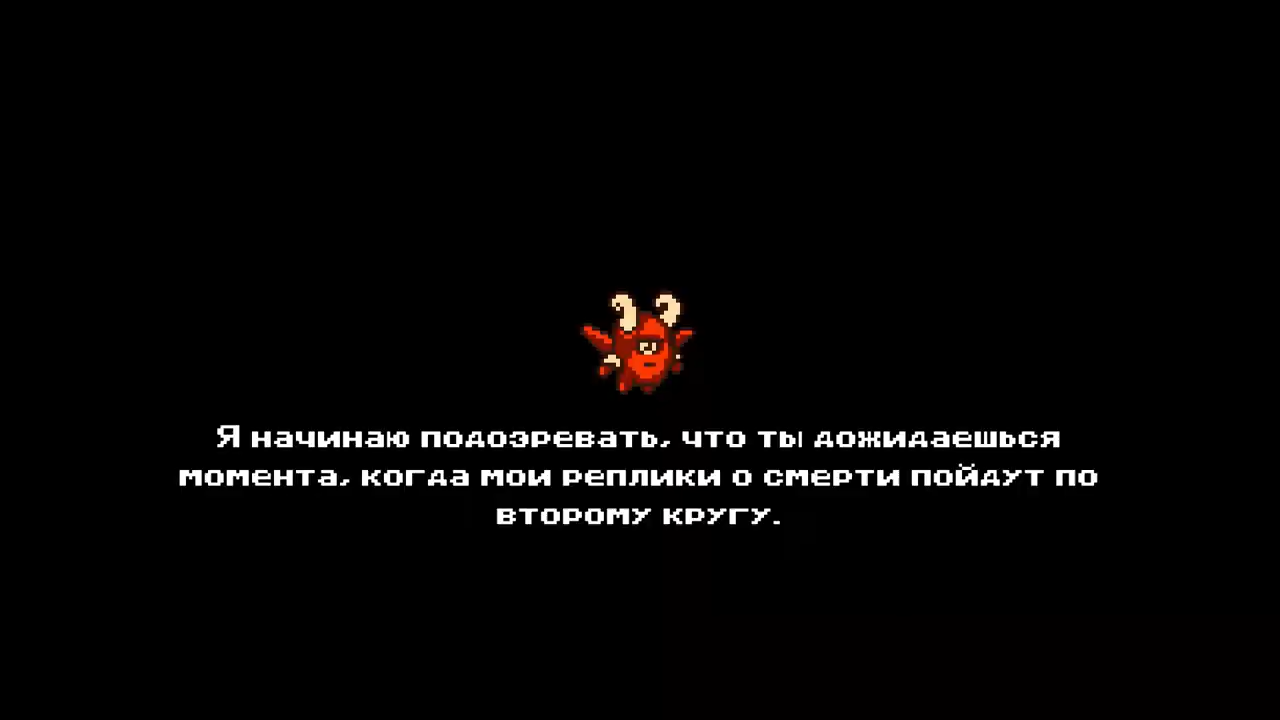 Я начинаю подозревать, что ты дожидаешься
момента, когда мои реплики о смерти пойдут по
второму кругу.